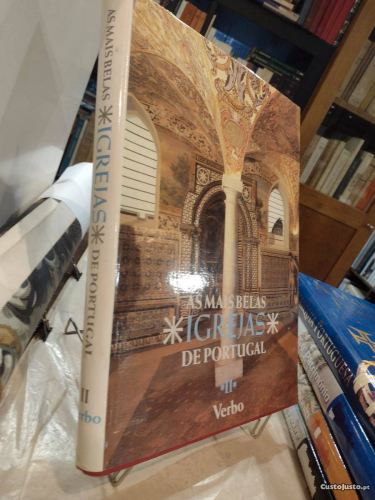 AS MAIS BELAS
*IGREJAS*
DE PORTUGAL
II
Verbo
AS MAIS BELAS
*IGREJAS*
DE PORTUGAL
II
Verbo
CustoJusto.pt